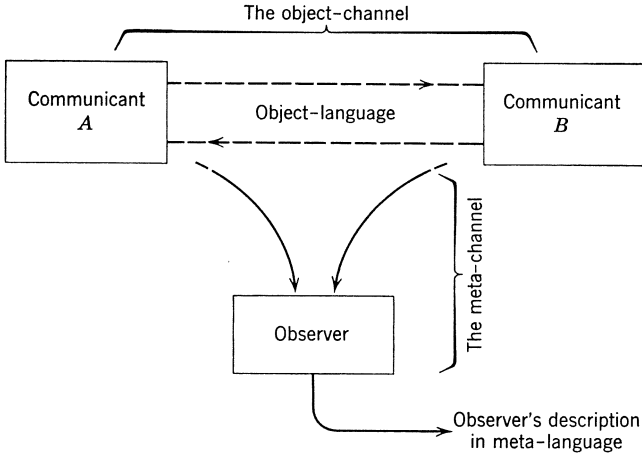 The object-channel
Communicant
A
Object-language
Communicant
B
The meta-channel
Observer
Observer's description
in meta-language